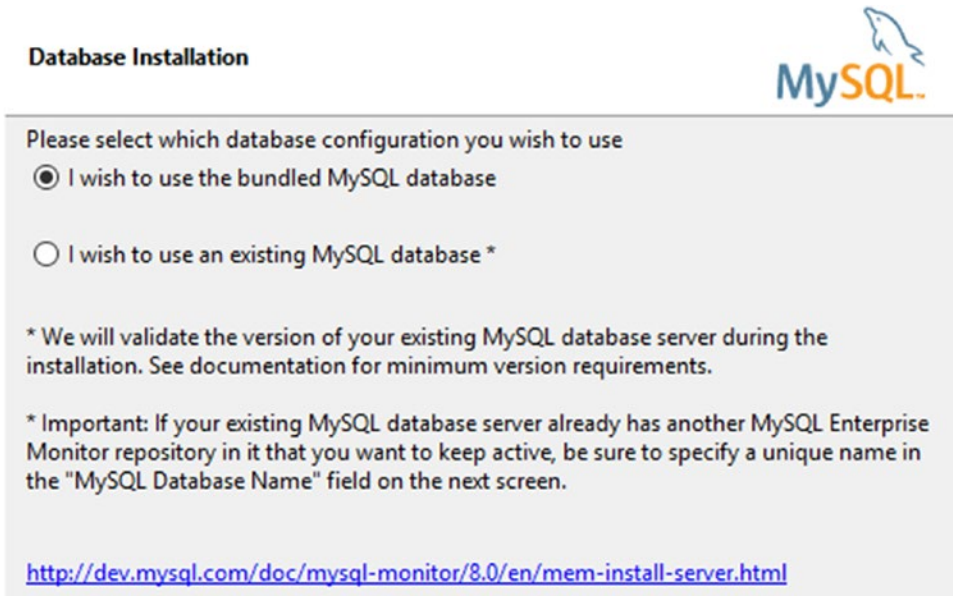 Database Installation
MySQL™
Please select which database configuration you wish to use
I wish to use the bundled MySQL database
I wish to use an existing MySQL database *
* We will validate the version of your existing MySQL database server during the
installation. See documentation for minimum version requirements.
* Important: If your existing MySQL database server already has another MySQL Enterprise
Monitor repository in it that you want to keep active, be sure to specify a unique name in
the "MySQL Database Name" field on the next screen.
http://dev.mysql.com/doc/mysql-monitor/8.0/en/mem-install-server.html